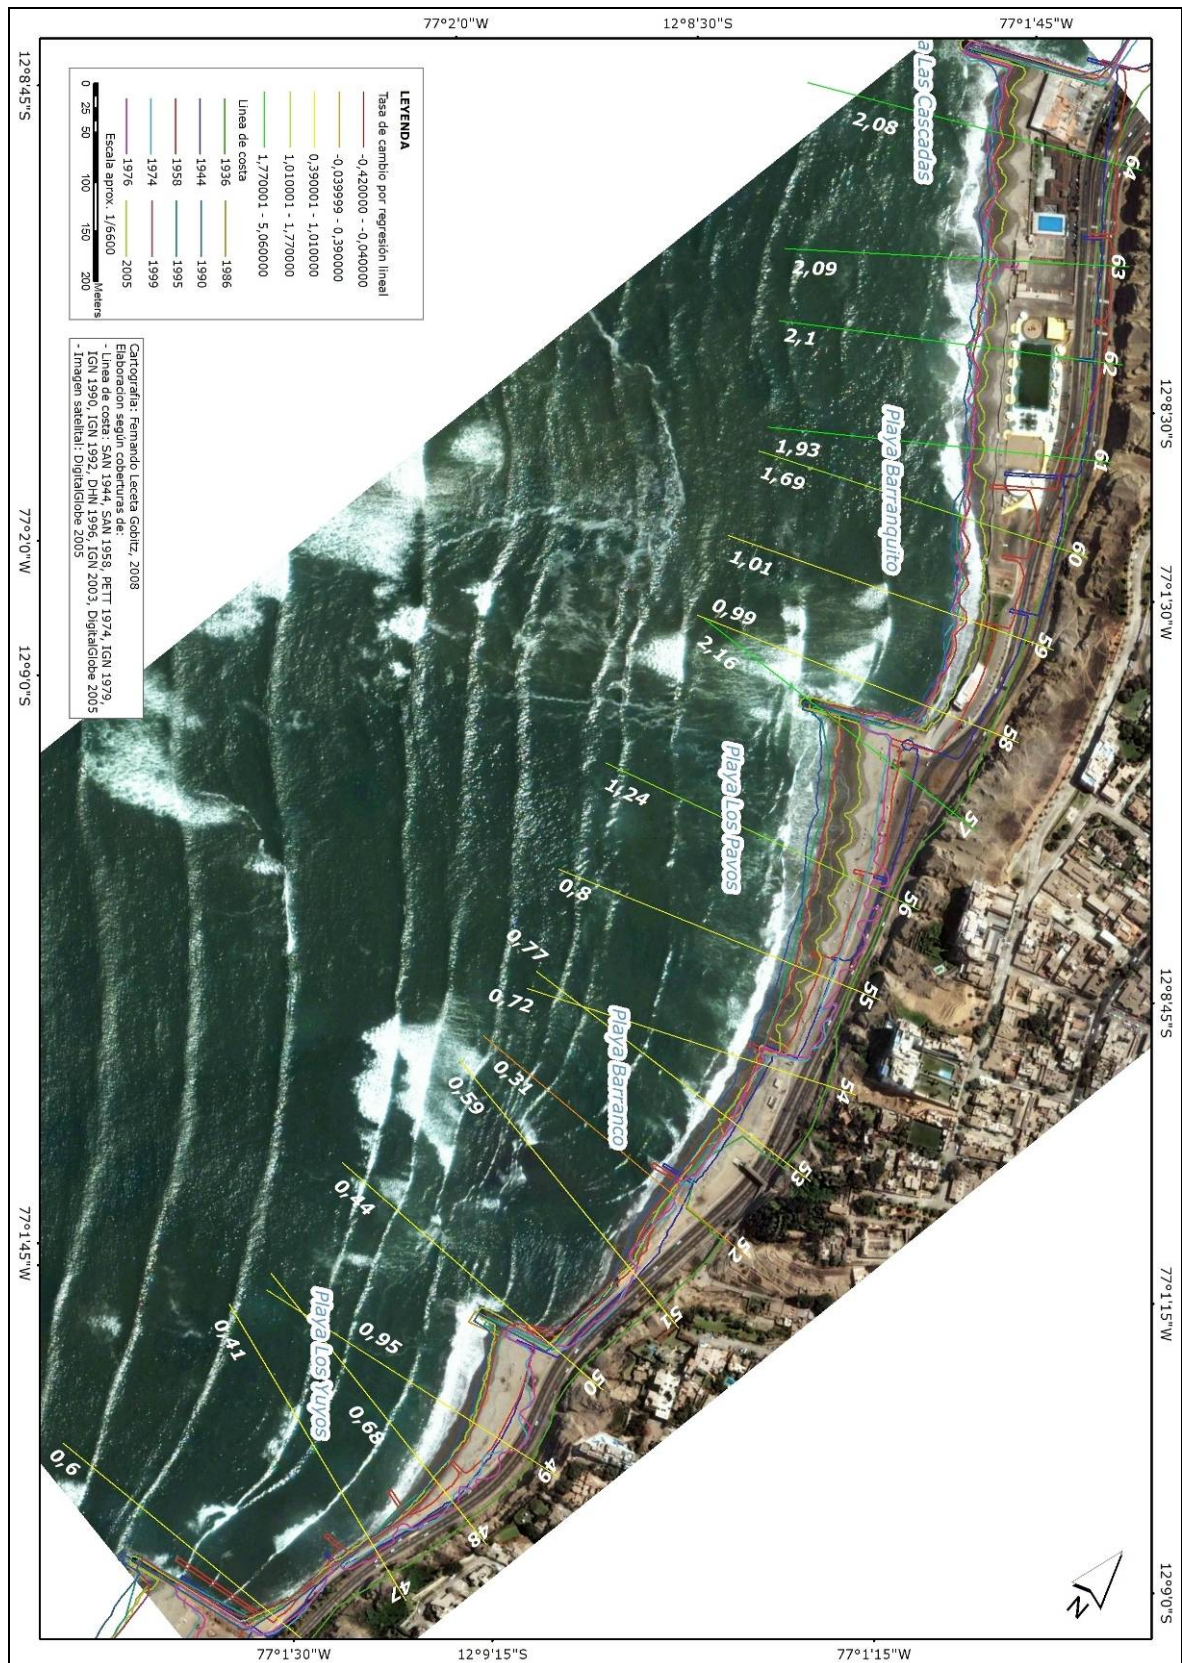 LEYENDA
Tasa de cambio por regresión lineal
-0,420000 - -0,040000
-0,039999 - 0,390000
0,390001 - 1,010000
1,010001 - 1,770000
1,770001 - 5,060000
Linea de costa
1936
1944
1958
1974
1976
1986
1990
1995
1999
2005
Escala aprox. 1/6600
0 25 50 100 150 200
Meters
Cartografia: Fernando Leceta Gobitz, 2008
Elaboracion según coberturas de:
- Linea de costa: SAN 1944, SAN 1958, PETT 1974, IGN 1979,
IGN 1990, IGN 1992, DHN 1996, IGN 2003, DigitalGlobe 2005
- Imagen satelital: DigitalGlobe 2005
77°2'0"W
12°8'30"S
77°1'45"W
12°8'45"S
77°2'0"W
12°9'0"S
77°1'45"W
12°8'30"S
77°1'30"W
12°8'45"S
77°1'15"W
12°9'0"S
77°1'30"W
12°9'15"S
77°1'15"W
a Las Cascadas
Playa Barranquito
Playa Los Pavos
Playa Barranco
Playa Los Yuyos
2,08
2,09
2,1
1,93
1,69
1,01
0,99
2,16
1,24
0,8
0,77
0,72
0,31
0,59
0,44
0,95
0,68
0,41
0,6
64
63
62
61
60
59
58
57
56
55
54
53
52
51
50
49
48
47
N